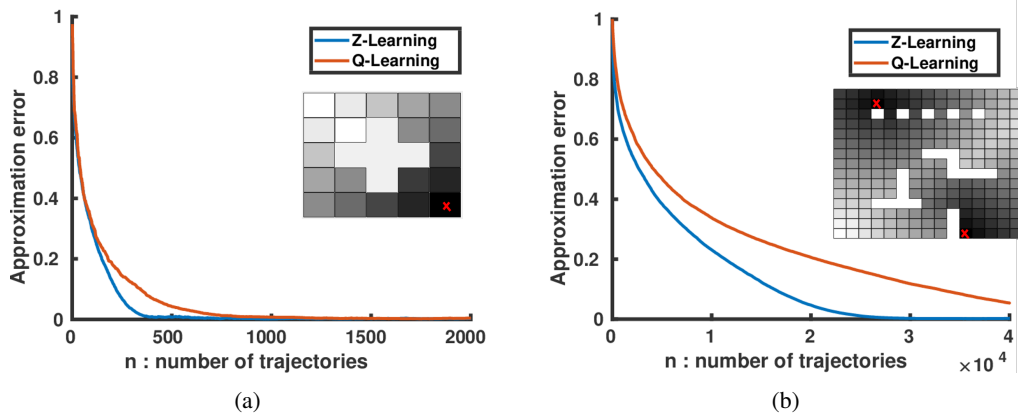 1
0.8
0.6
0.4
0.2
0
Approximation error
Z-Learning
Q-Learning
x
0 500 1000 1500 2000
n : number of trajectories
(a)
1
0.8
0.6
0.4
0.2
0
Approximation error
Z-Learning
Q-Learning
x
x
0 1 2 3 4
×10 4
n : number of trajectories
(b)